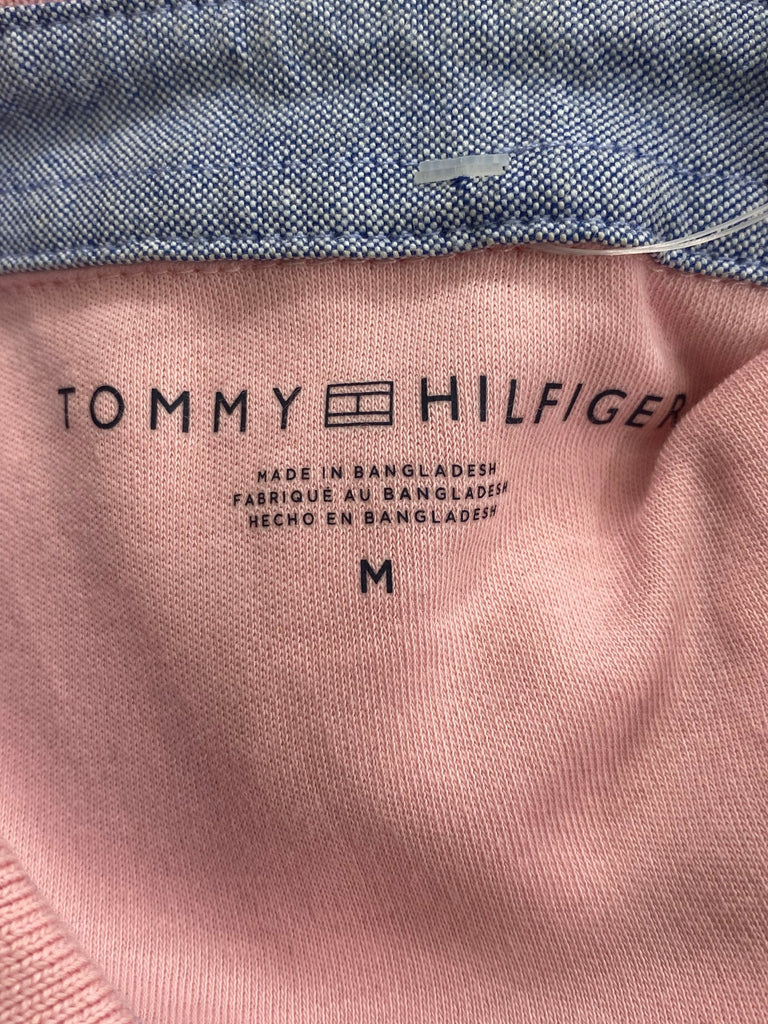 TOMMY HILFIGER
MADE IN BANGLADESH
FABRIQUÉ AU BANGLADESH
HECHO EN BANGLADESH
M